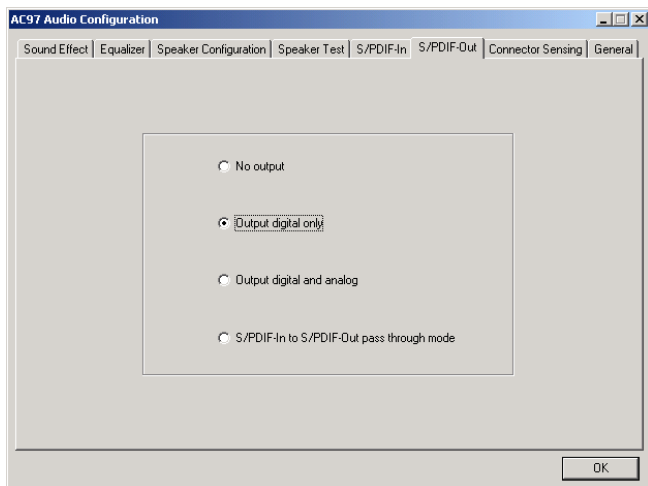 AC97 Audio Configuration
Sound Effect Equalizer Speaker Configuration Speaker Test S/PDIF-In S/PDIF-Out Connector Sensing General
No output
Output digital only
Output digital and analog
S/PDIF-In to S/PDIF-Out pass through mode
OK